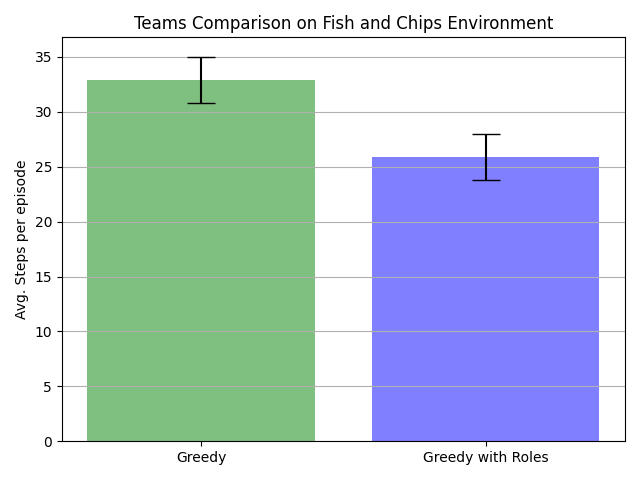 Teams Comparison on Fish and Chips Environment
Avg. Steps per episode
35
30
25
20
15
10
5
0
Greedy
Greedy with Roles